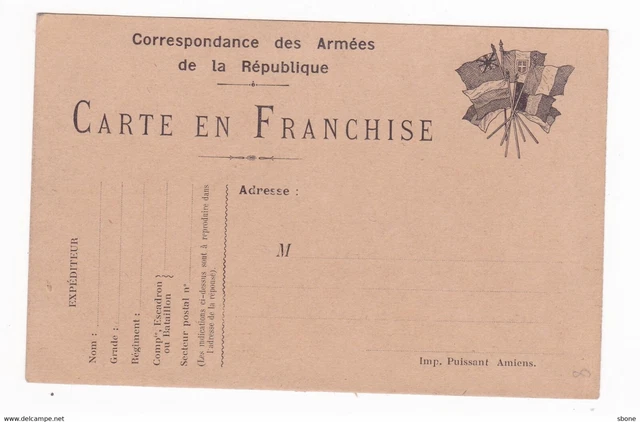 Correspondance des Armées
de la République
CARTE EN FRANCHISE
Adresse :
M
EXPÉDITEUR
Nom :
Grade :
Régiment :
Compie, Escadron }
ou Bataillon
Secteur postal n°
(Les indications ci-dessus sont à reproduire dans
l'adresse de la réponse).
Imp. Puissant Amiens.
www.delcampe.net
bone